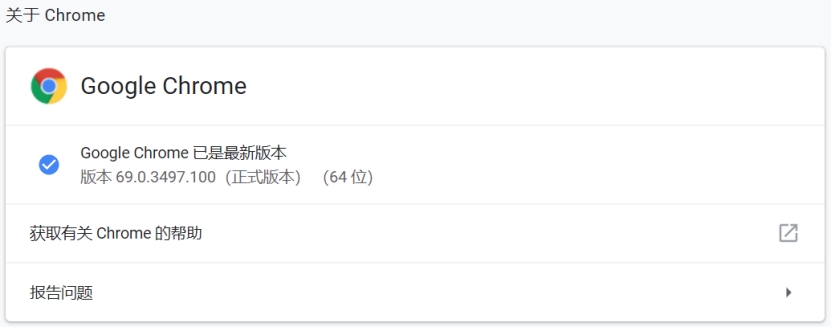 关于 Chrome
Google Chrome
Google Chrome 已是最新版本
版本 69.0.3497.100（正式版本） （64 位）
获取有关 Chrome 的帮助
报告问题